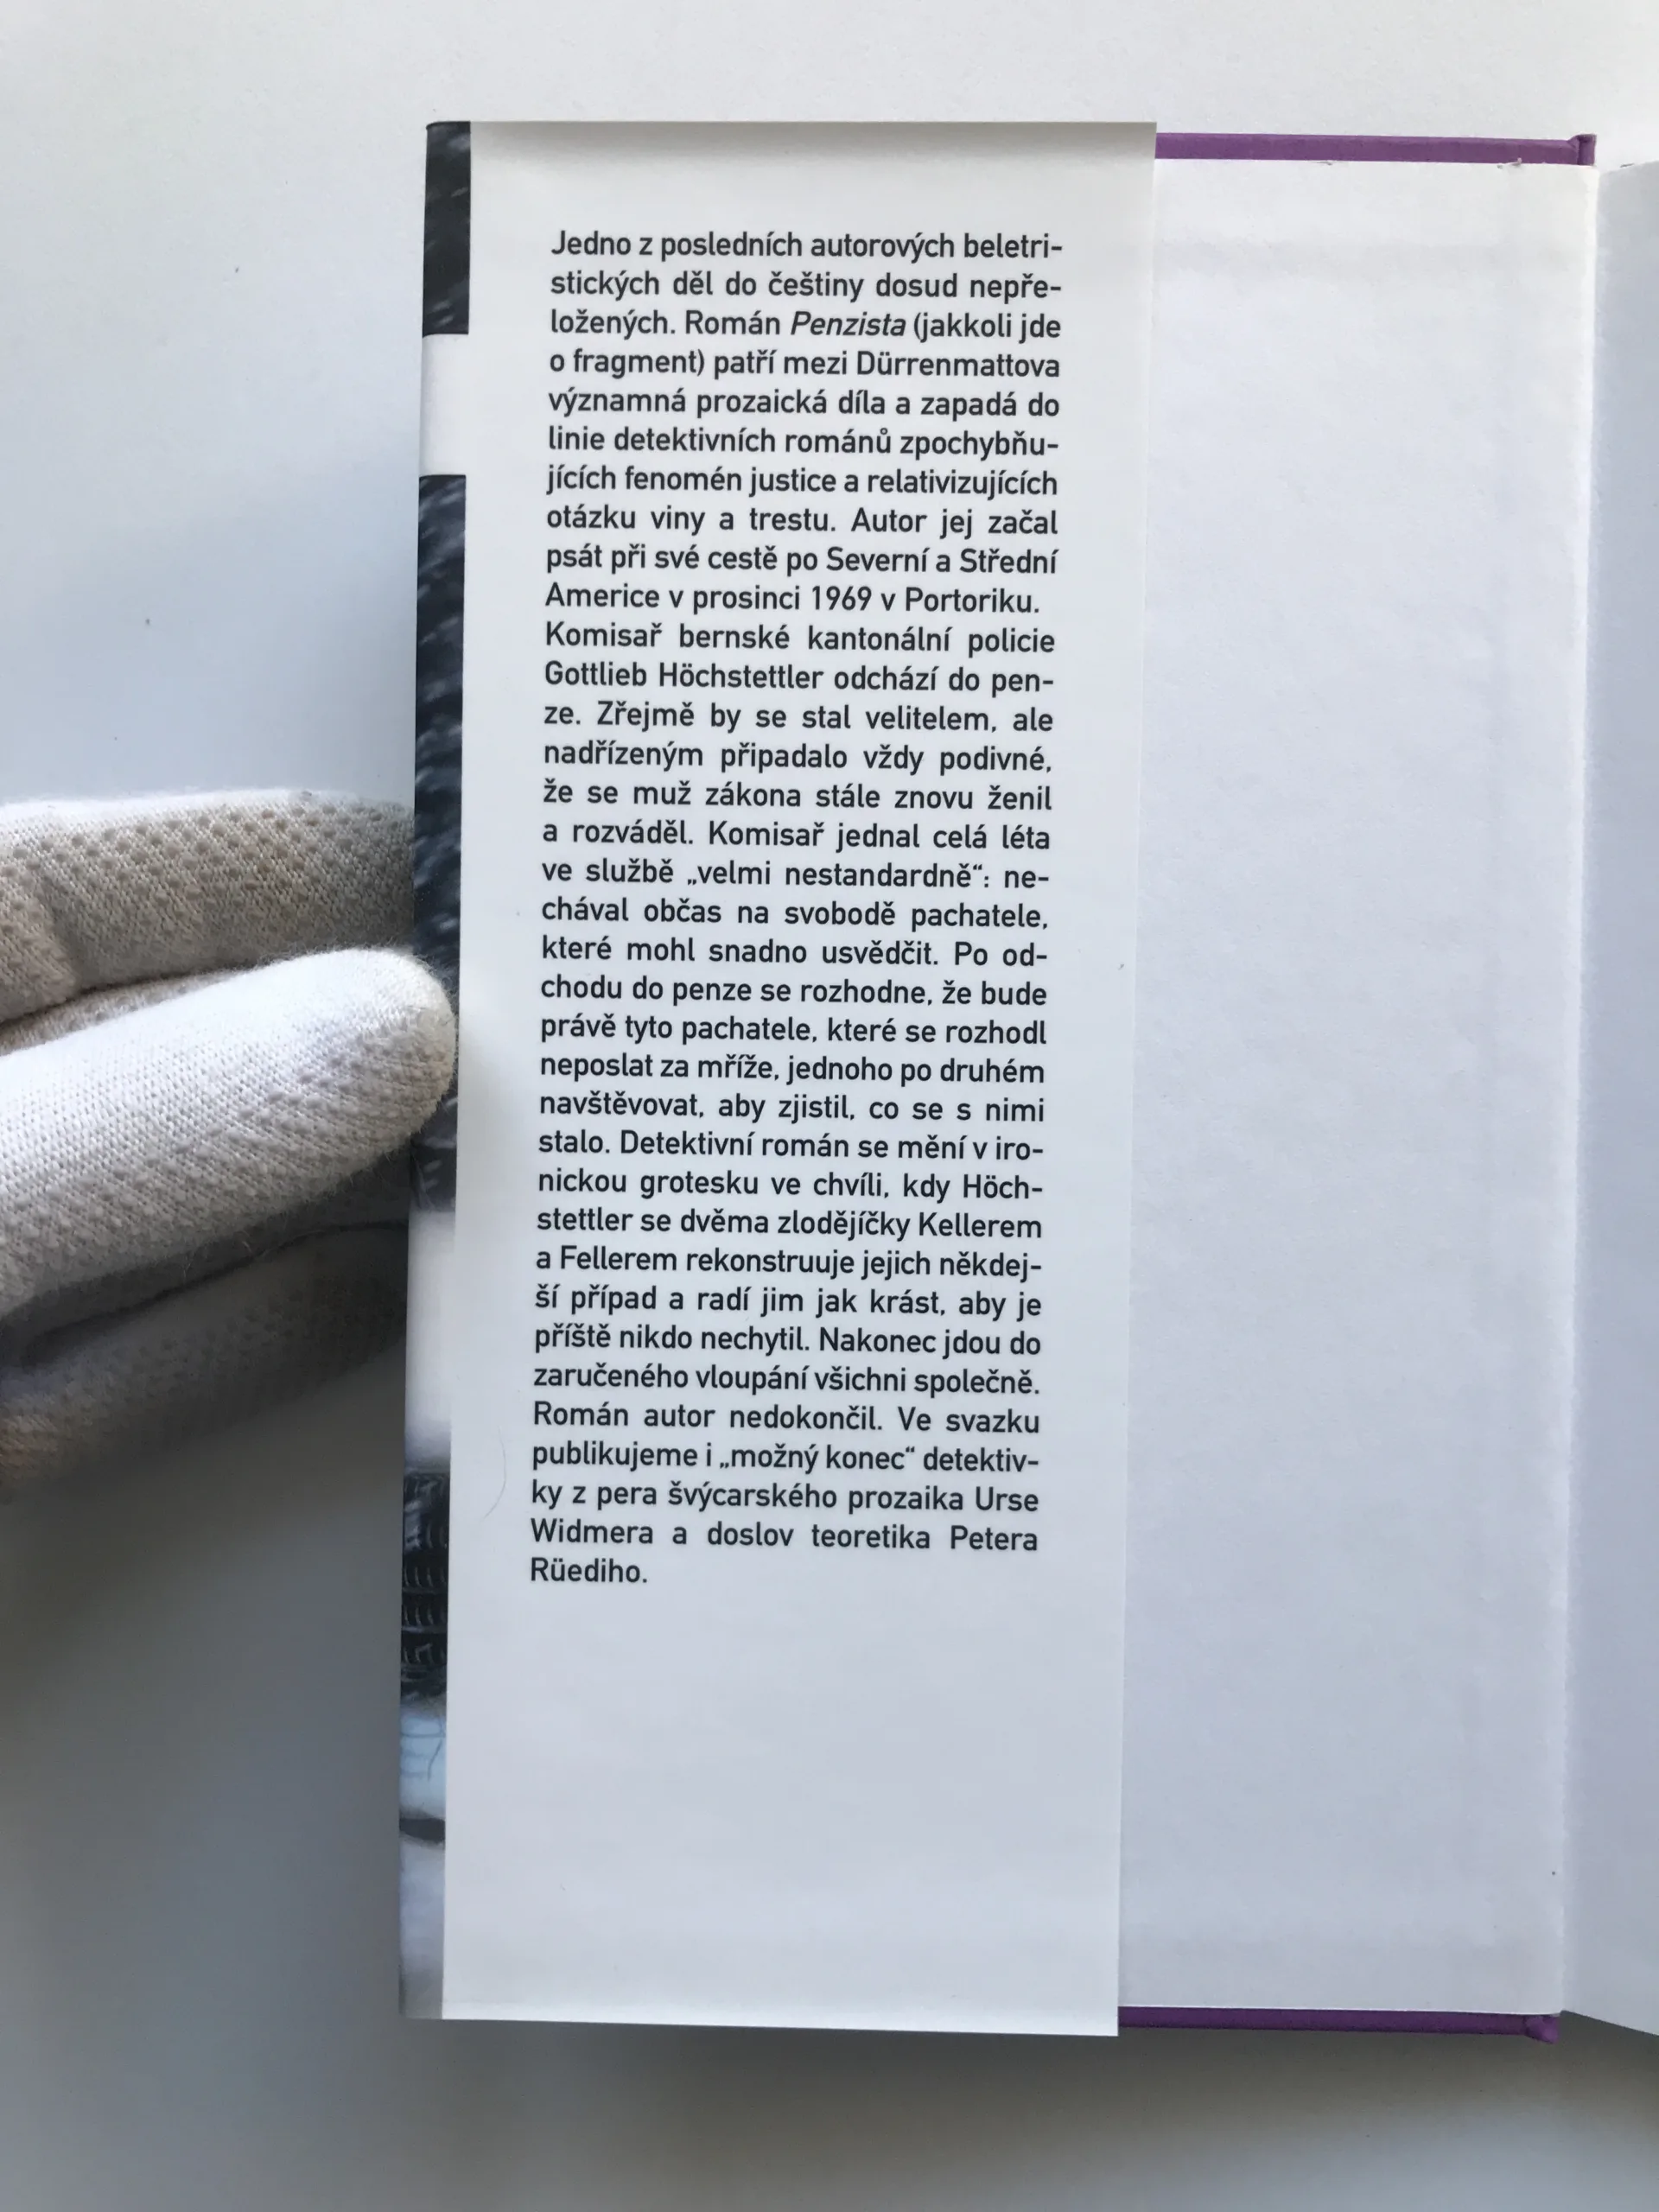 Jedno z posledních autorových beletri-
stických děl do češtiny dosud nepře-
ložených. Román Penzista (jakkoli jde
o fragment) patří mezi Dürrenmattova
významná prozaická díla a zapadá do
linie detektivních románů zpochybňu-
jících fenomén justice a relativizujících
otázku viny a trestu. Autor jej začal
psát při své cestě po Severní a Střední
Americe v prosinci 1969 v Portoriku.
Komisař bernské kantonální policie
Gottlieb Höchstettler odchází do pen-
ze. Zřejmě by se stal velitelem, ale
nadřízeným připadalo vždy podivné,
že se muž zákona stále znovu ženil
a rozváděl. Komisař jednal celá léta
ve službě „velmi nestandardně“: ne-
chával občas na svobodě pachatele,
které mohl snadno usvědčit. Po od-
chodu do penze se rozhodne, že bude
právě tyto pachatele, které se rozhodl
neposlat za mříže, jednoho po druhém
navštěvovat, aby zjistil, co se s nimi
stalo. Detektivní román se mění v iro-
nickou grotesku ve chvíli, kdy Höch-
stettler se dvěma zlodějíčky Kellerem
a Fellerem rekonstruuje jejich někdej-
ší případ a radí jim jak krást, aby je
příště nikdo nechytil. Nakonec jdou do
zaručeného vloupání všichni společně.
Román autor nedokončil. Ve svazku
publikujeme i „možný konec“ detektiv-
ky z pera švýcarského prozaika Urse
Widmera a doslov teoretika Petera
Rüediho.